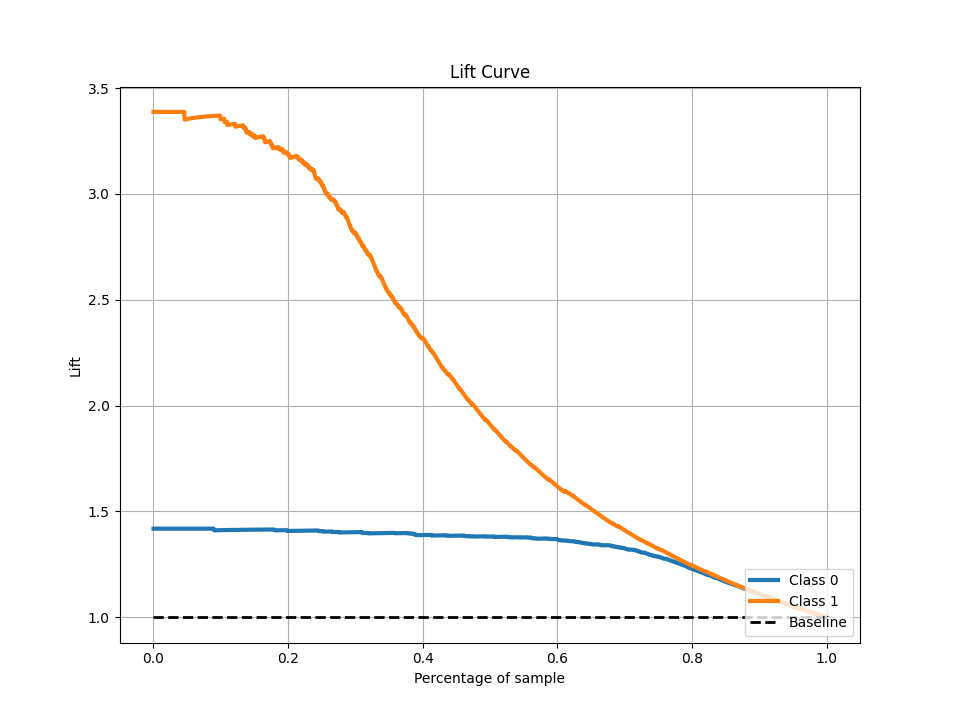 Lift Curve
3.5
3.0
2.5
2.0
1.5
1.0
Lift
0.0 0.2 0.4 0.6 0.8 1.0
Percentage of sample
Class 0
Class 1
Baseline